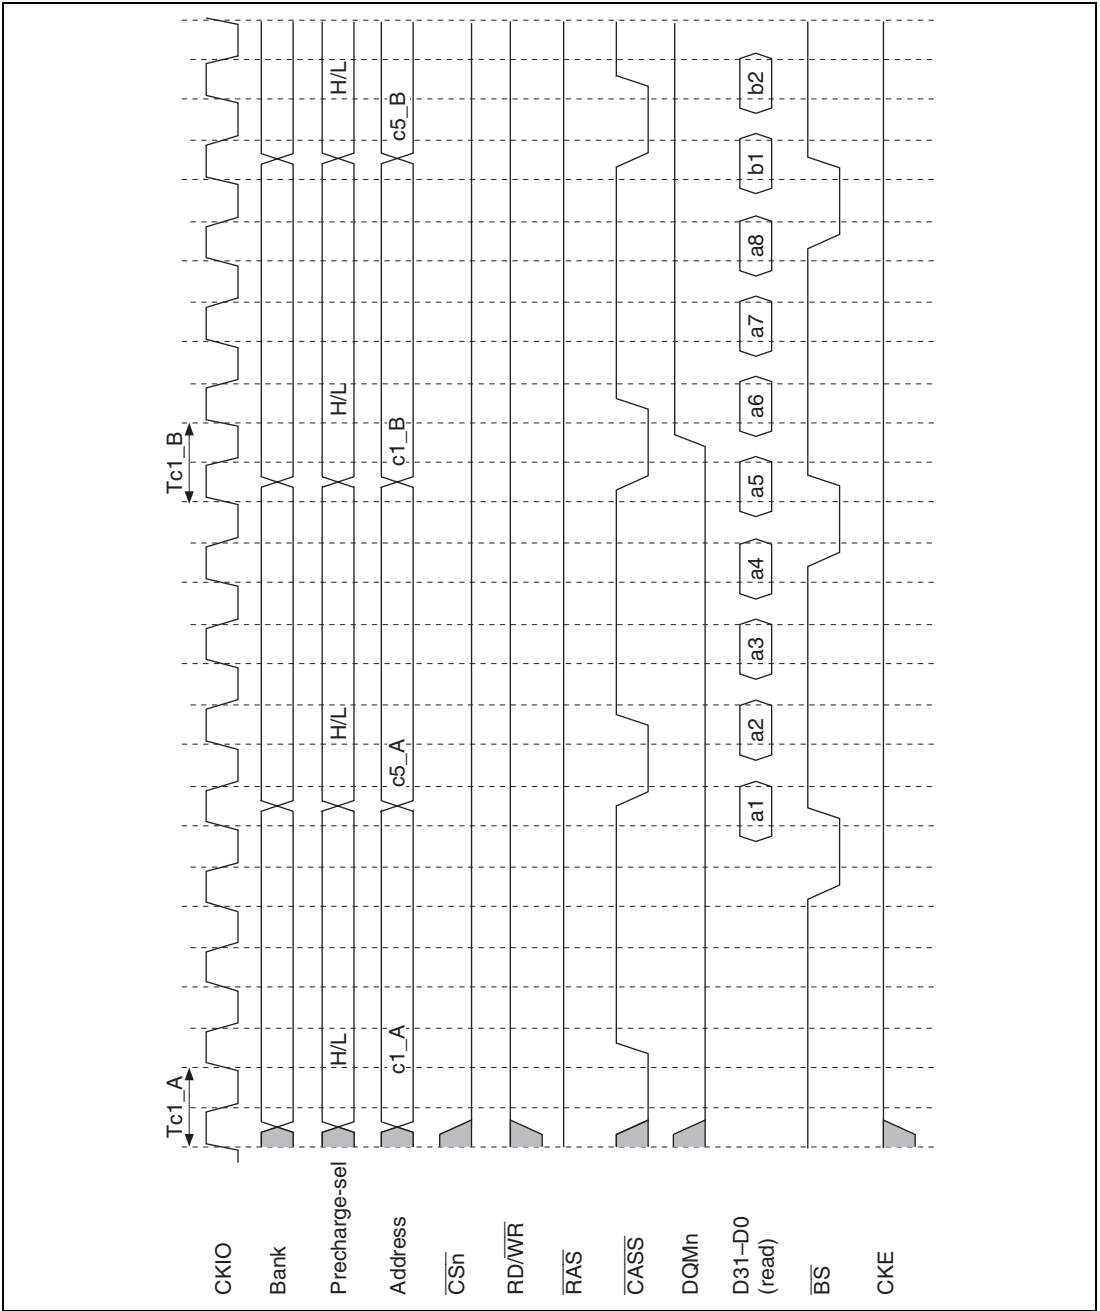 Tc1_A
Tc1_B
CKIO
Bank
Precharge-sel
H/L
H/L
H/L
H/L
Address
c1_A
c5_A
c1_B
c5_B
CSn
RD/WR
RAS
CASS
DQMn
D31–D0
(read)
a1
a2
a3
a4
a5
a6
a7
a8
b1
b2
BS
CKE